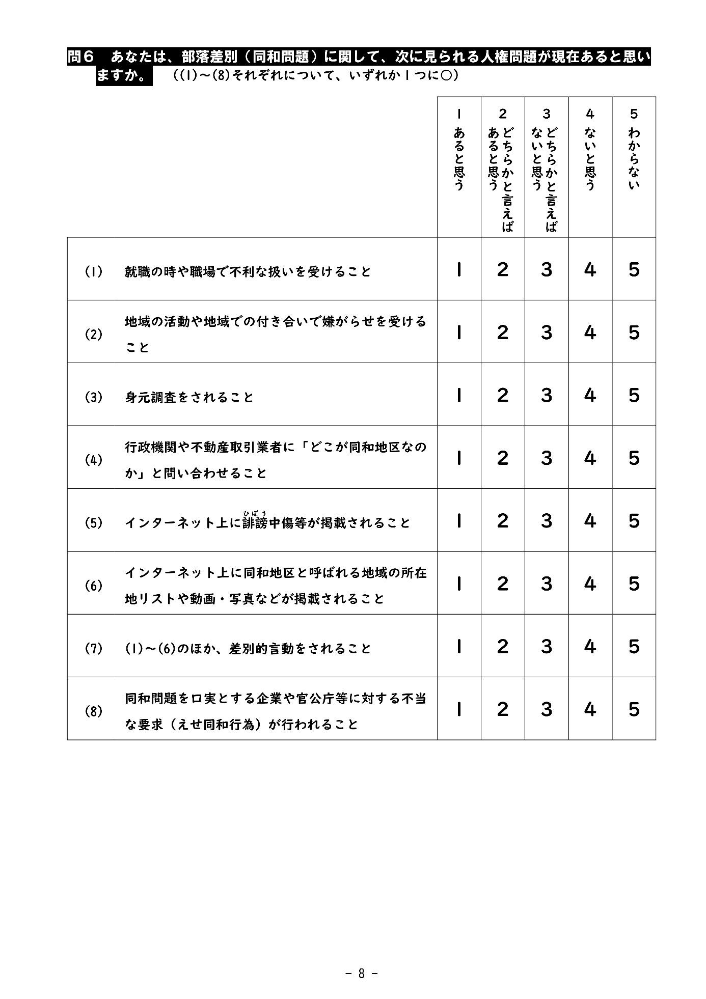 問６　あなたは、部落差別（同和問題）に関して、次に見られる人権問題が現在あると思い
ますか。　((1)～(8)それぞれについて、いずれか１つに○)
1 あると思う
2 どちらかと言えば
あると思う
3 どちらかと言えば
ないと思う
4 ないと思う
5 わからない
(1) 就職の時や職場で不利な扱いを受けること 1 2 3 4 5
(2) 地域の活動や地域での付き合いで嫌がらせを受ける
こと 1 2 3 4 5
(3) 身元調査をされること 1 2 3 4 5
(4) 行政機関や不動産取引業者に「どこが同和地区なの
か」と問い合わせること 1 2 3 4 5
ひぼう
(5) インターネット上に誹謗中傷等が掲載されること 1 2 3 4 5
(6) インターネット上に同和地区と呼ばれる地域の所在
地リストや動画・写真などが掲載されること 1 2 3 4 5
(7) (1)～(6)のほか、差別的言動をされること 1 2 3 4 5
(8) 同和問題を口実とする企業や官公庁等に対する不当
な要求（えせ同和行為）が行われること 1 2 3 4 5
- 8 -